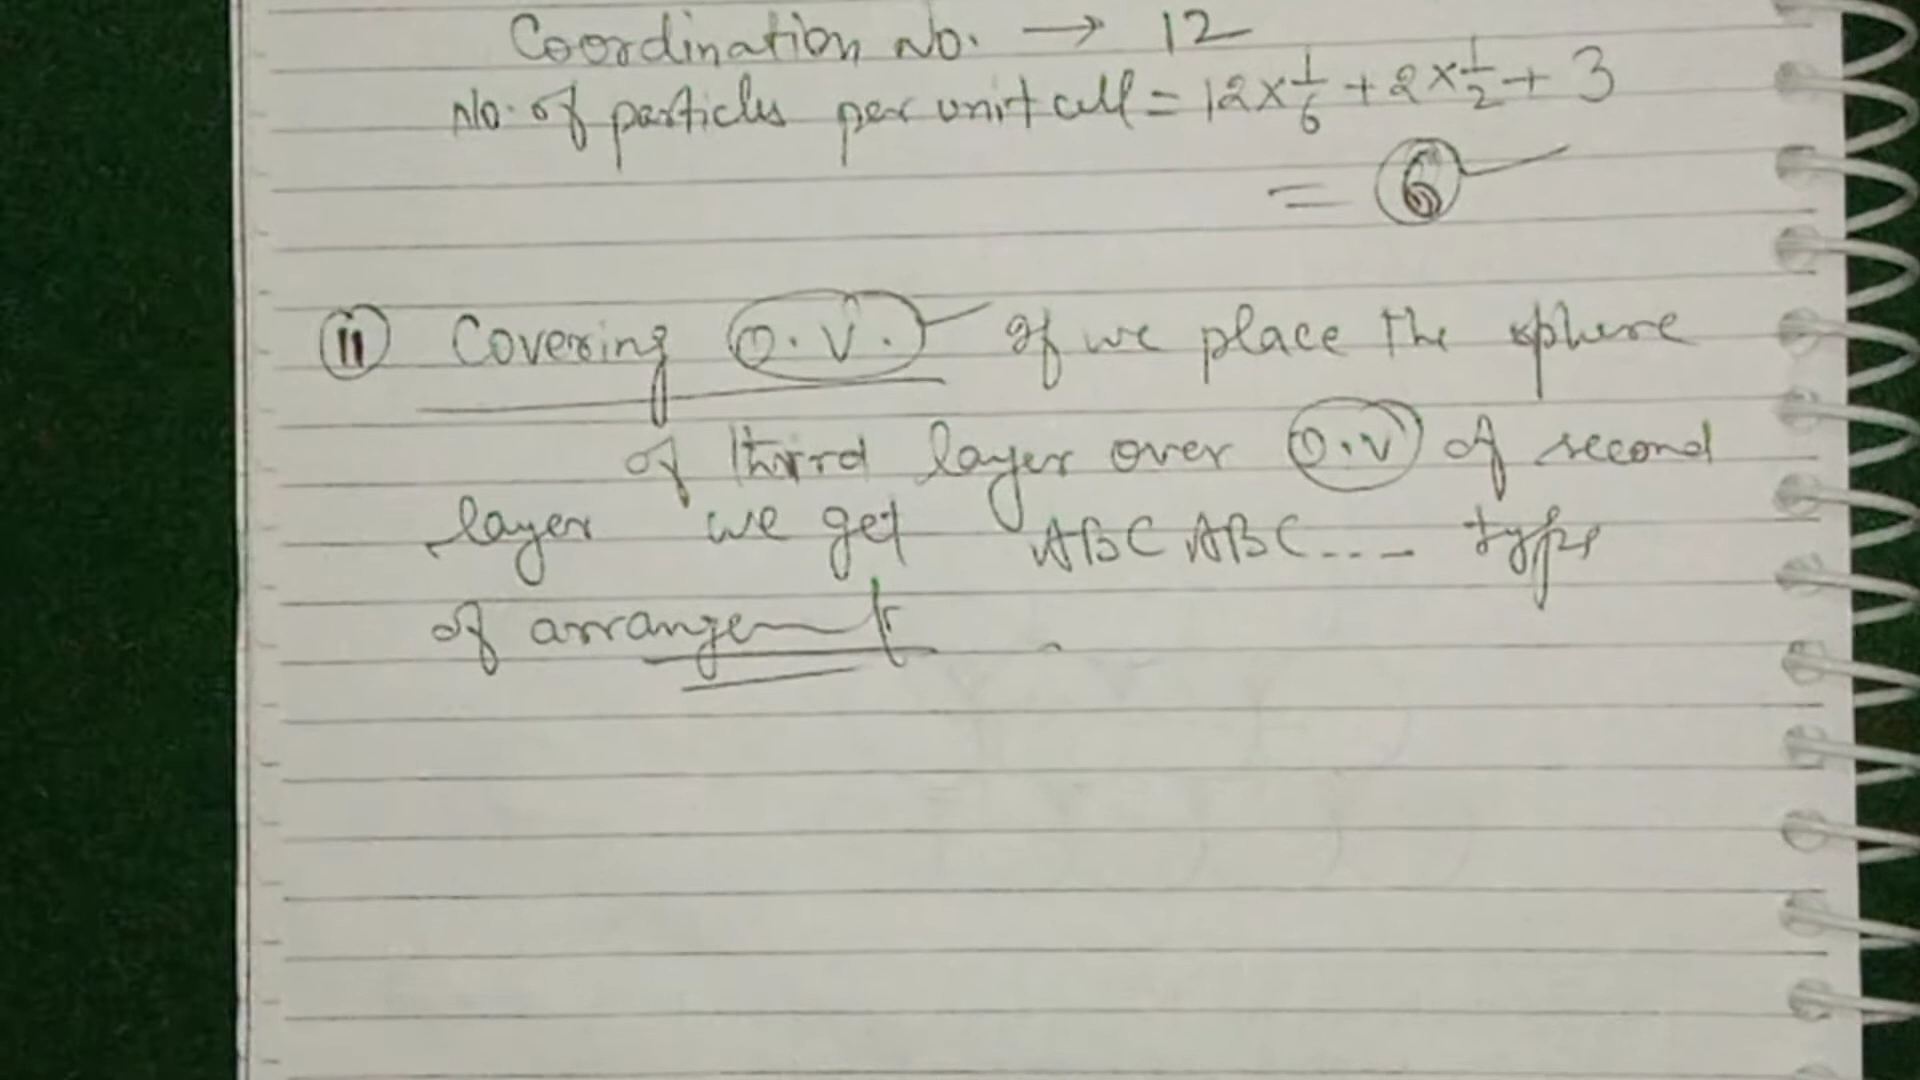 Coordination No. → 12
No. of particles per unit cell = 12 × 1/6 + 2 × 1/2 + 3
= 6
(ii) Covering O.V. If we place the sphere
of third layer over O.V of second
layer we get ABC ABC.... type
of arrangement